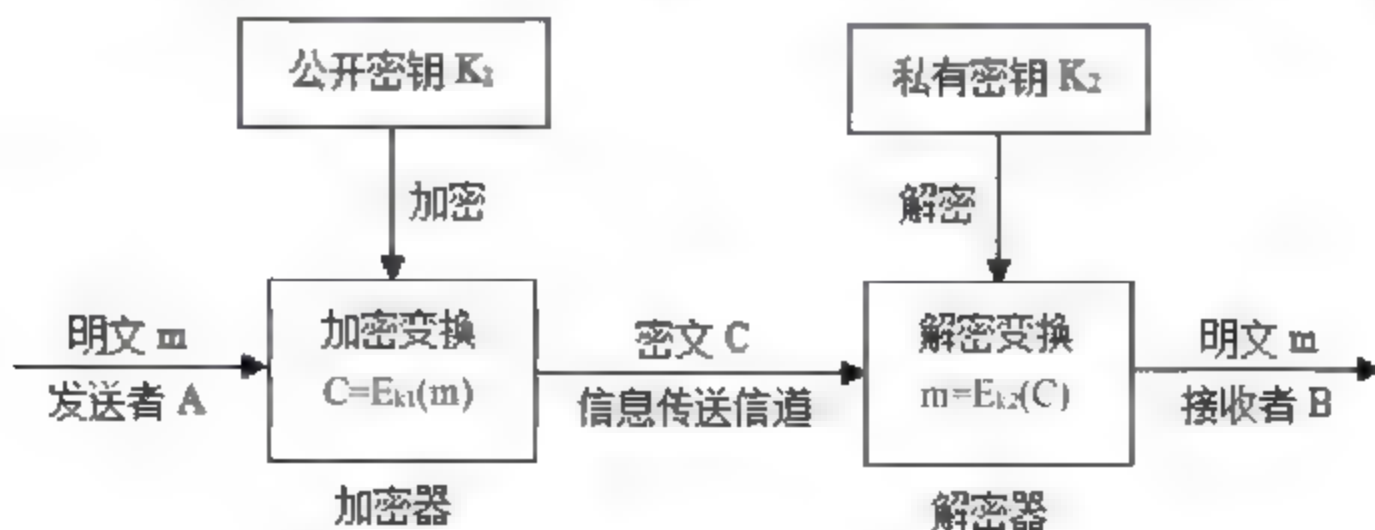 公开密钥 K₁
私有密钥 K₂
加密
解密
明文 m
发送者 A
加密变换
C=Eₖ₁(m)
密文 C
信息传送信道
解密变换
m=Eₖ₂(C)
明文 m
接收者 B
加密器
解密器